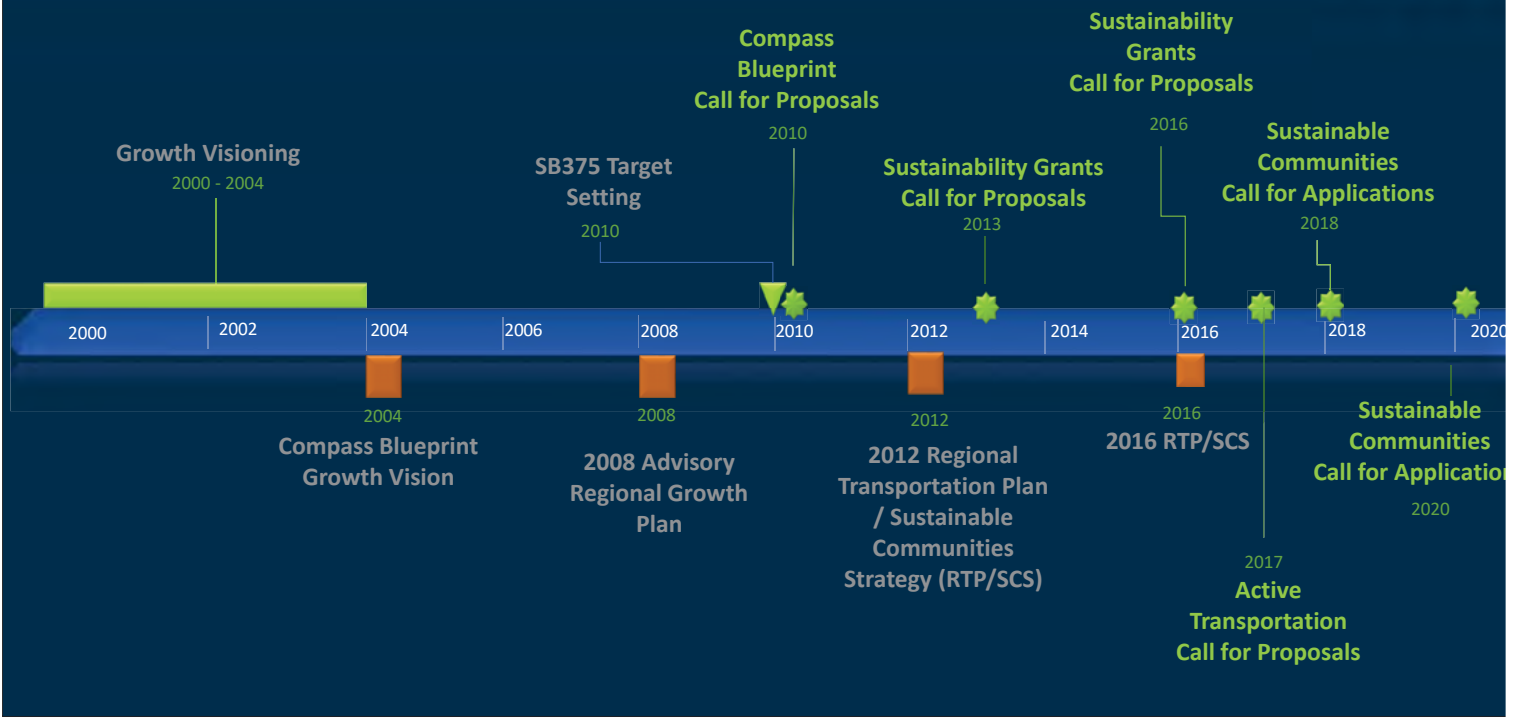 Growth Visioning
2000 - 2004
SB375 Target
Setting
2010
Compass
Blueprint
Call for Proposals
2010
Sustainability Grants
Call for Proposals
2013
Sustainability
Grants
Call for Proposals
2016
Sustainable
Communities
Call for Applications
2018
2000
2002
2004
2006
2008
2010
2012
2014
2016
2018
2020
2004
Compass Blueprint
Growth Vision
2008
2008 Advisory
Regional Growth
Plan
2012
2012 Regional
Transportation Plan
/ Sustainable
Communities
Strategy (RTP/SCS)
2016
2016 RTP/SCS
2017
Active
Transportation
Call for Proposals
Sustainable
Communities
Call for Application
2020